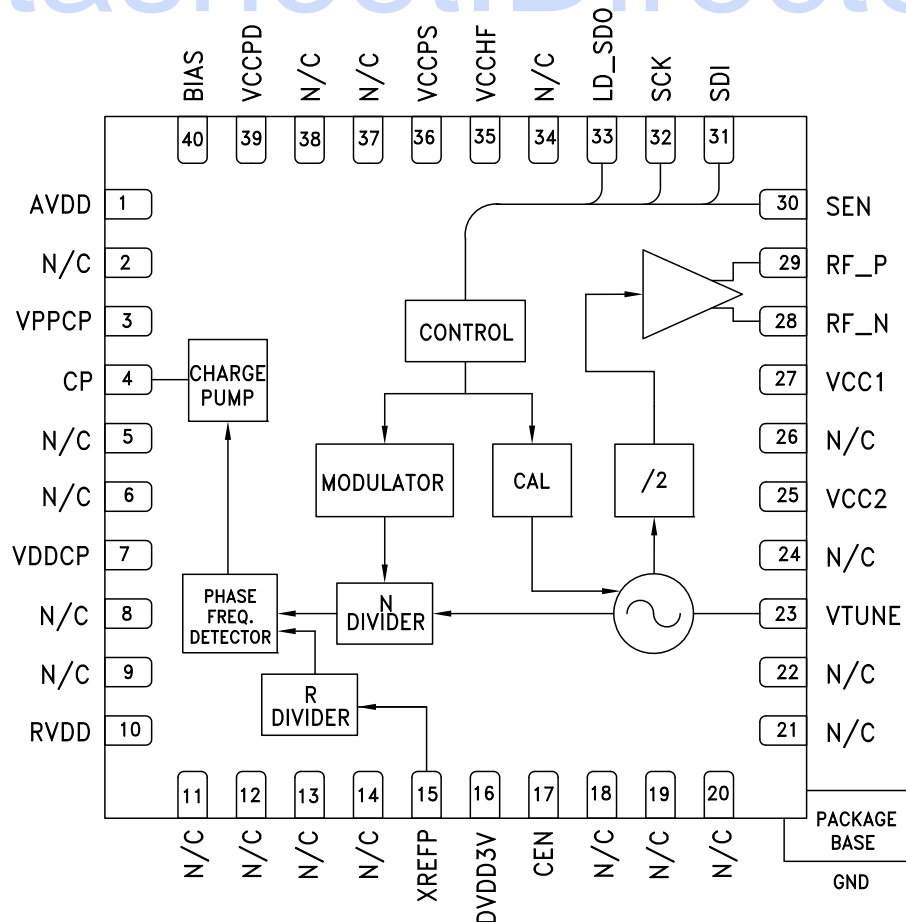 BIAS
VCCPD
N/C
N/C
VCCPS
VCCHF
N/C
LD_SDO
SCK
SDI
40
39
38
37
36
35
34
33
32
31
AVDD 1
N/C 2
VPPCP 3
CP 4
N/C 5
N/C 6
VDDCP 7
N/C 8
N/C 9
RVDD 10
30 SEN
29 RF_P
28 RF_N
27 VCC1
26 N/C
25 VCC2
24 N/C
23 VTUNE
22 N/C
21 N/C
CONTROL
CHARGE
PUMP
MODULATOR
CAL
/2
PHASE
FREQ.
DETECTOR
N
DIVIDER
R
DIVIDER
11
12
13
14
15
16
17
18
19
20
N/C
N/C
N/C
N/C
XREFP
DVDD3V
CEN
N/C
N/C
N/C
PACKAGE
BASE
GND